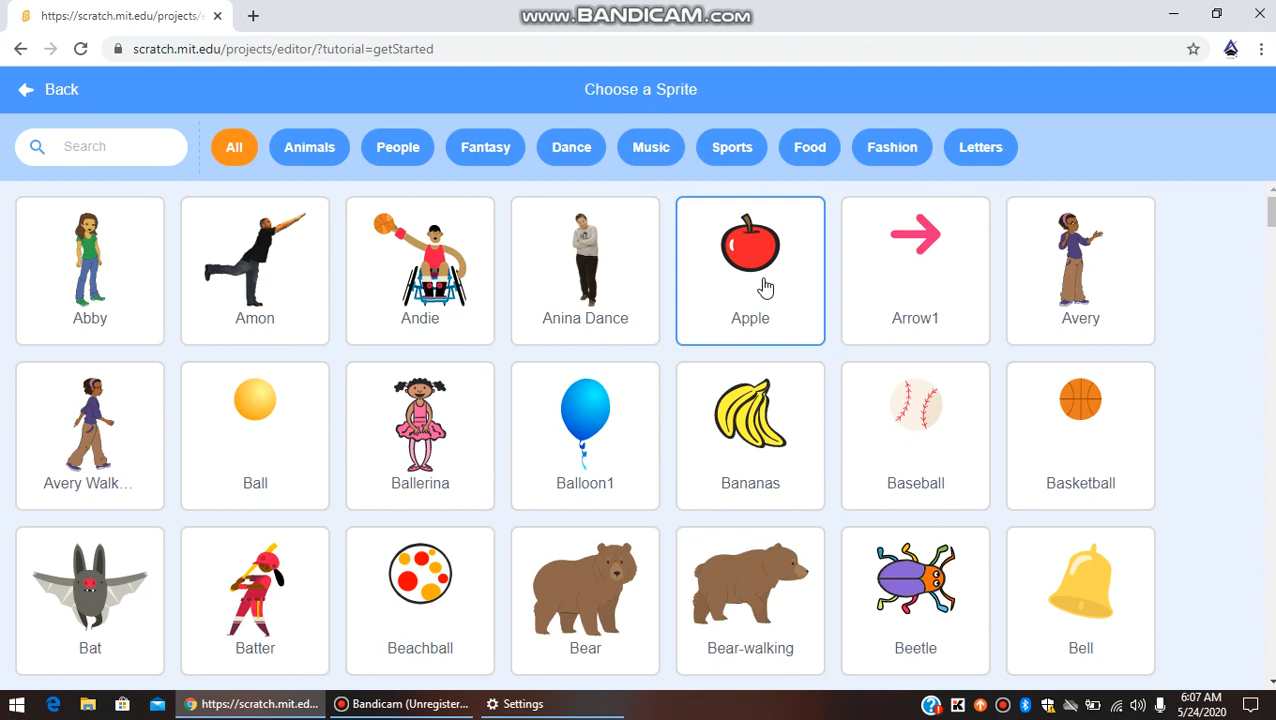 https://scratch.mit.edu/projects/e
www.BANDICAM.com
scratch.mit.edu/projects/editor/?tutorial=getStarted
Back
Choose a Sprite
Search
All
Animals
People
Fantasy
Dance
Music
Sports
Food
Fashion
Letters
Abby
Amon
Andie
Anina Dance
Apple
Arrow1
Avery
Avery Walk...
Ball
Ballerina
Balloon1
Bananas
Baseball
Basketball
Bat
Batter
Beachball
Bear
Bear-walking
Beetle
Bell
https://scratch.mit.ed...
Bandicam (Unregister...
Settings
6:07 AM
5/24/2020